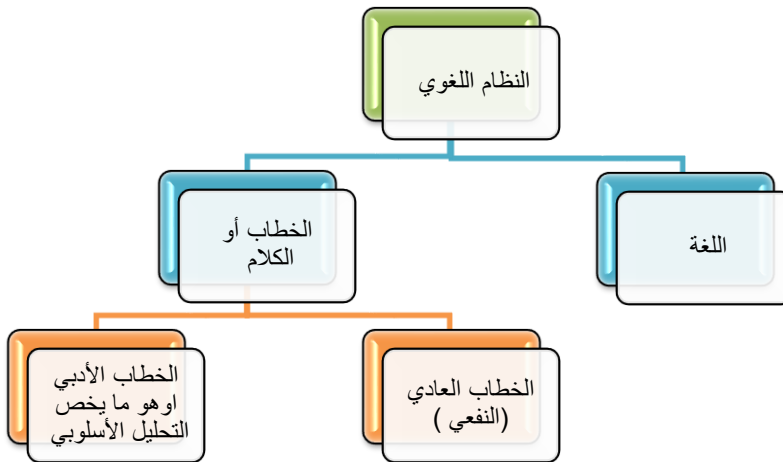 النظام اللغوي
اللغة
الخطاب أو
الكلام
الخطاب العادي
(النفعي )
الخطاب الأدبي
اوهو ما يخص
التحليل الأسلوبي